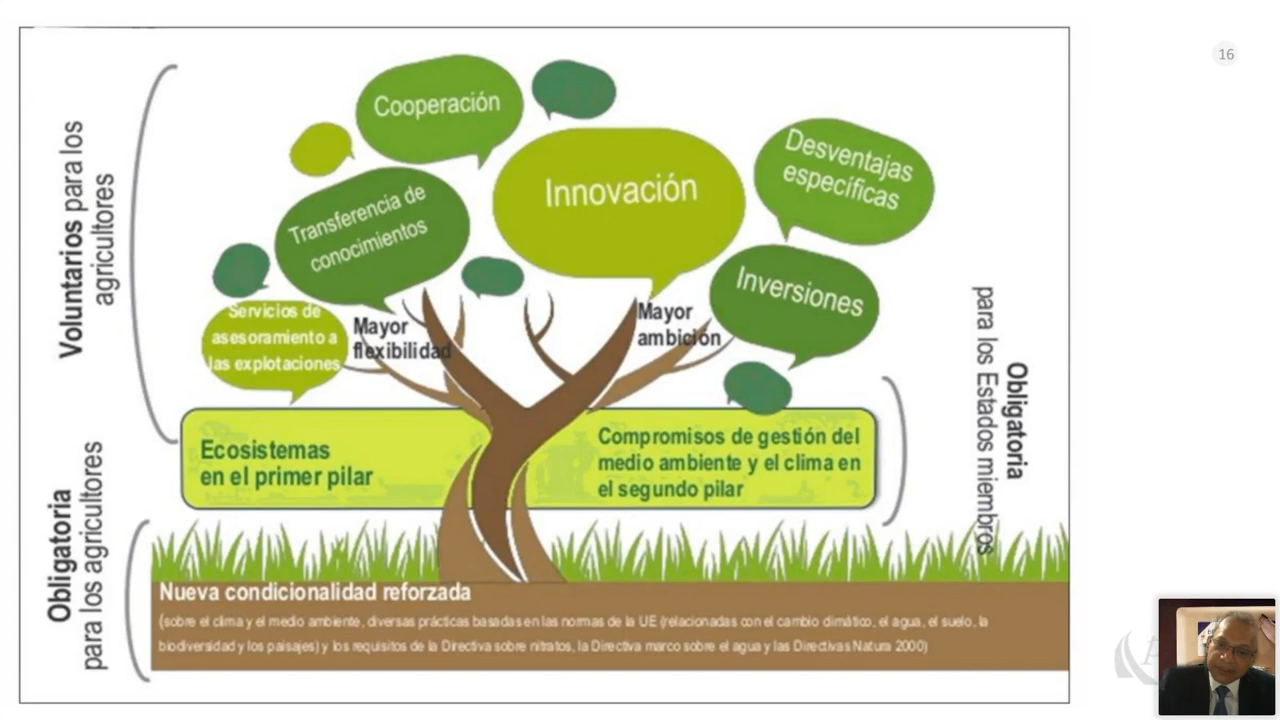 16
Cooperación
Desventajas
específicas
Innovación
Transferencia de
conocimientos
Inversiones
Servicios de
asesoramiento a
las explotaciones
Mayor
flexibilidad
Mayor
ambición
Voluntarios para los
agricultores
Ecosistemas
en el primer pilar
Compromisos de gestión del
medio ambiente y el clima en
el segundo pilar
Obligatoria
para los Estados miembros
Obligatoria
para los agricultores
Nueva condicionalidad reforzada
(sobre el clima y el medio ambiente, diversas prácticas basadas en las normas de la UE (relacionadas con el cambio climático, el agua, el suelo, la
biodiversidad y los paisajes) y los requisitos de la Directiva sobre nitratos, la Directiva marco sobre el agua y las Directivas Natura 2000)